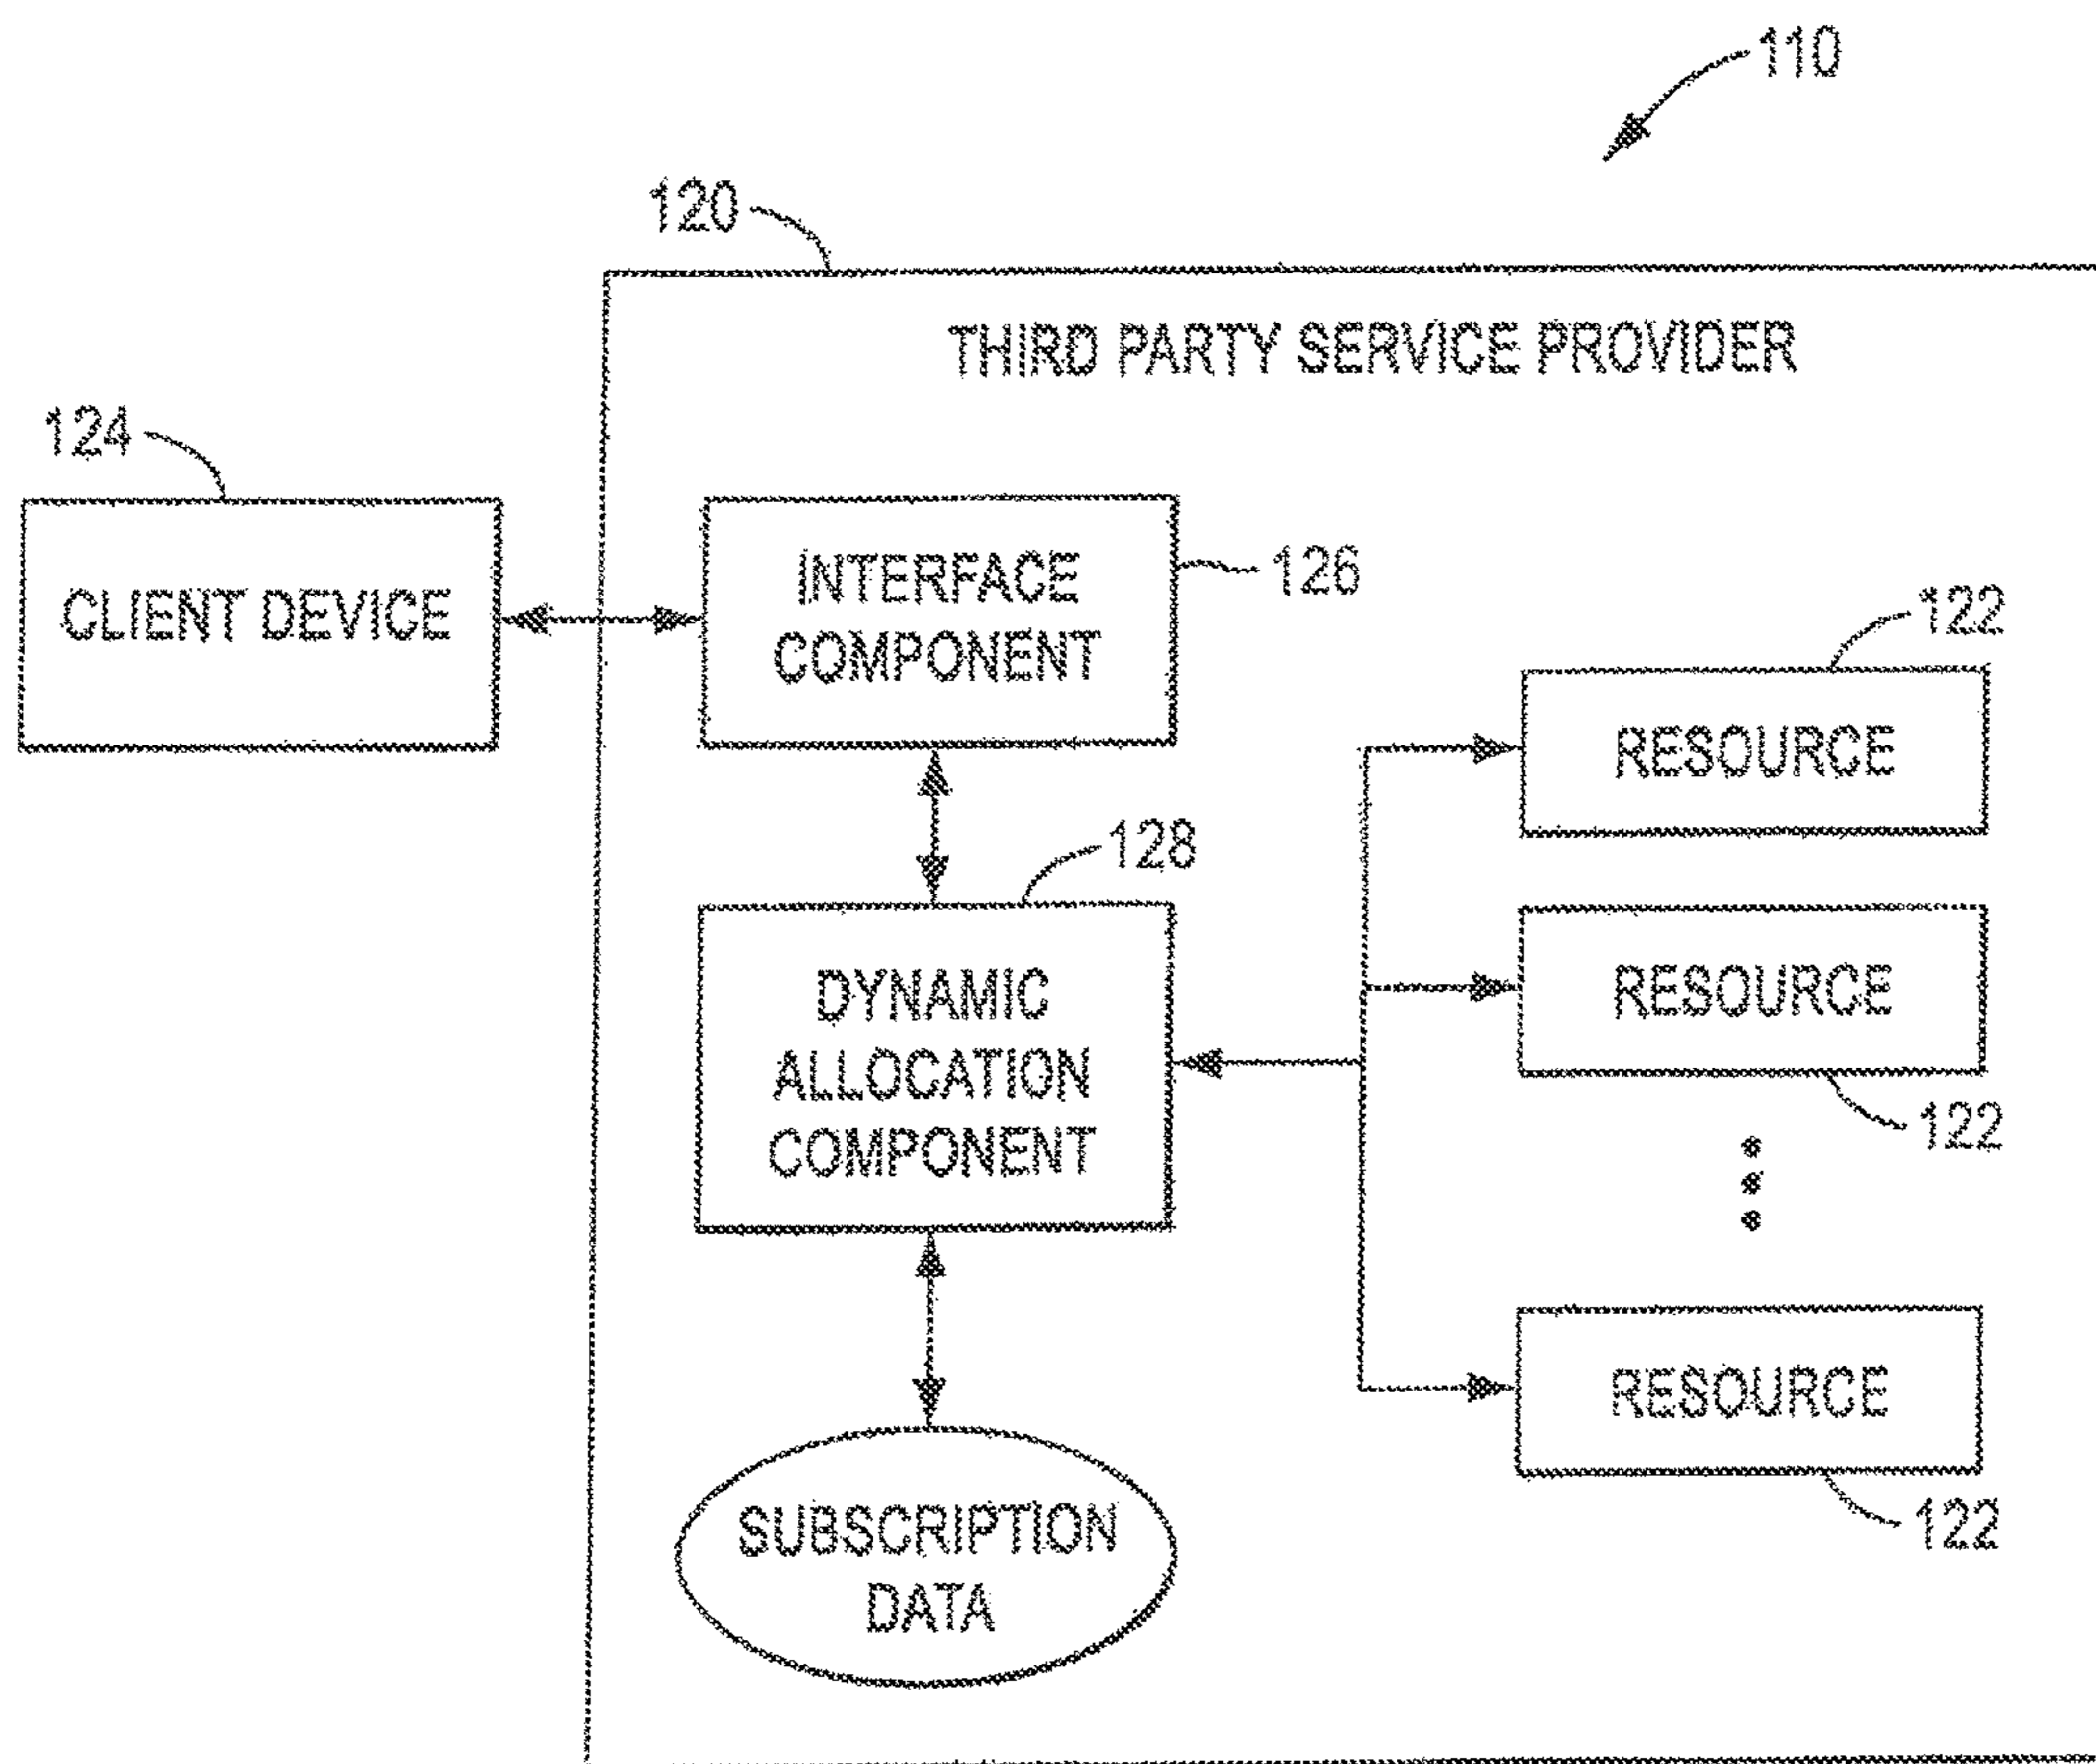 110
120
THIRD PARTY SERVICE PROVIDER
124
CLIENT DEVICE
INTERFACE
COMPONENT
126
122
RESOURCE
128
DYNAMIC
ALLOCATION
COMPONENT
RESOURCE
122
RESOURCE
122
SUBSCRIPTION
DATA